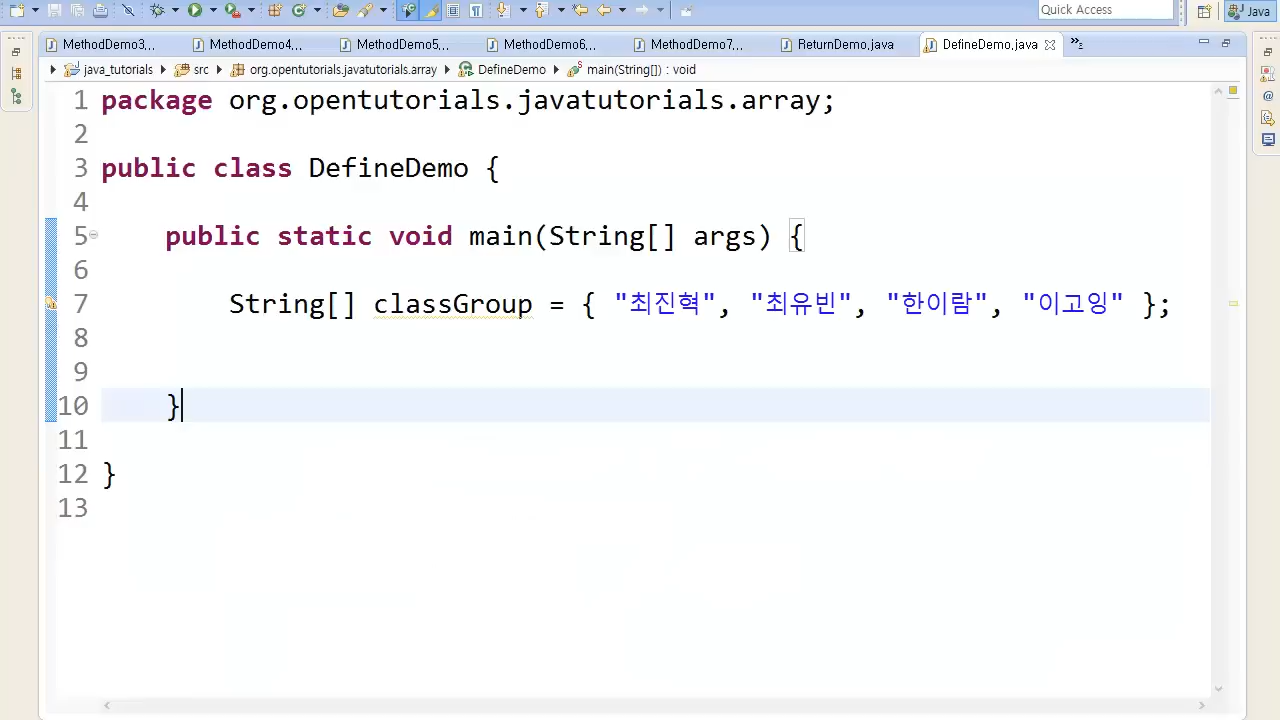 Quick Access
Java
MethodDemo3...
MethodDemo4...
MethodDemo5...
MethodDemo7...
ReturnDemo.java
DefineDemo.java
java_tutorials
src
org.opentutorials.javatutorials.array
DefineDemo
main(String[]) : void
1 package org.opentutorials.javatutorials.array;
2
3 public class DefineDemo {
4
5 public static void main(String[] args) {
6
7 String[] classGroup = { "최진혁", "최유빈", "한이람", "이고잉" };
8
9
10 }
11
12 }
13